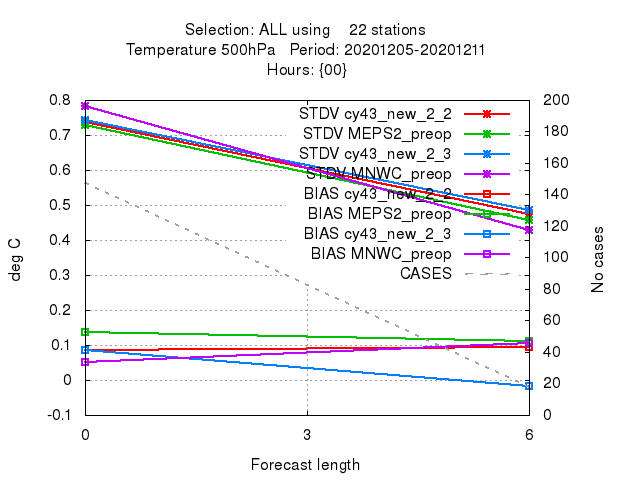 Selection: ALL using 22 stations
Temperature 500hPa Period: 20201205-20201211
Hours: {00}
0.8
0.7
0.6
0.5
0.4
0.3
0.2
0.1
0
-0.1
200
180
160
140
120
100
80
60
40
20
0
STDV cy43_new_2_2
STDV MEPS2_preop
STDV cy43_new_2_3
STDV MNWC_preop
BIAS cy43_new_2_2
BIAS MEPS2_preop
BIAS cy43_new_2_3
BIAS MNWC_preop
CASES
deg C
No cases
0
3
6
Forecast length